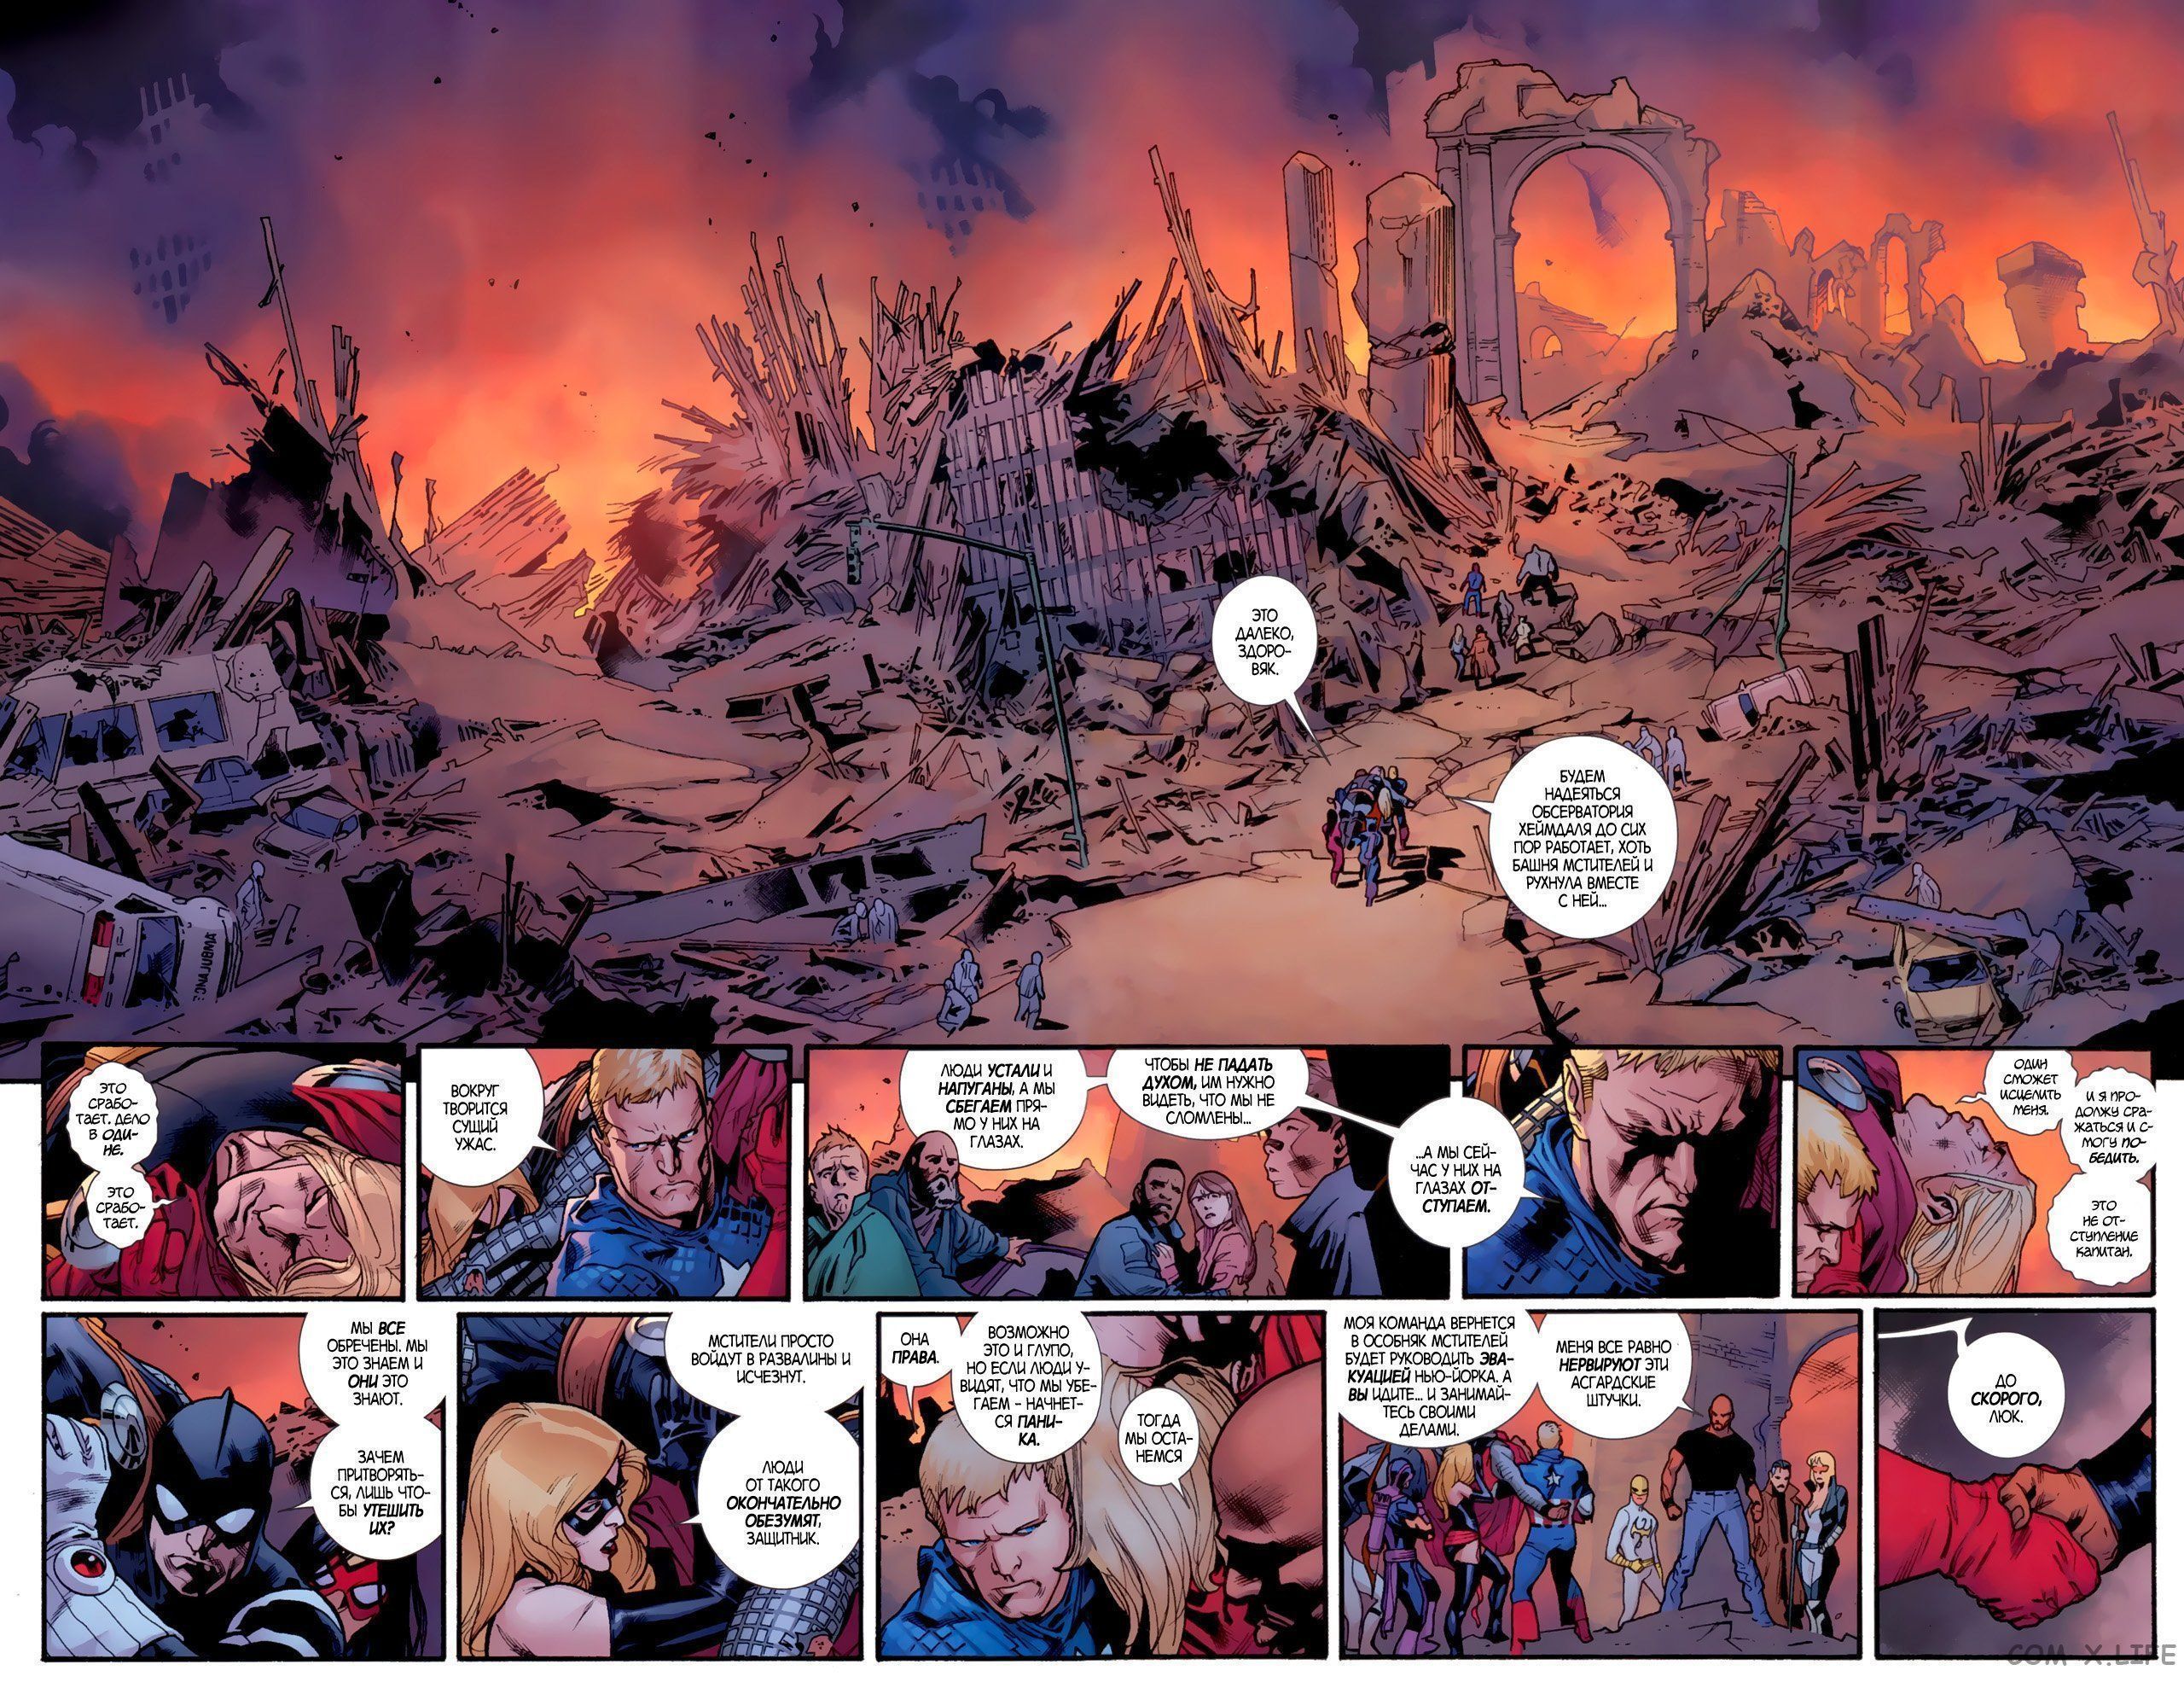 ЭТО
ДАЛЕКО,
ЗДОРО-
ВЯК.
БУДЕМ
НАДЕЯТЬСЯ
ОБСЕРВАТОРИЯ
ХЕЙМДАЛЯ ДО СИХ
ПОР РАБОТАЕТ, ХОТЬ
БАШНЯ МСТИТЕЛЕЙ И
РУХНУЛА ВМЕСТЕ
С НЕЙ...
AMBULANCE
ЭТО
СРАБО-
ТАЕТ. ДЕЛО
В ОДИ-
НЕ.
ЭТО
СРАБО-
ТАЕТ.
ВОКРУГ
ТВОРИТСЯ
СУЩИЙ
УЖАС.
ЛЮДИ УСТАЛИ И
НАПУГАНЫ, А МЫ
СБЕГАЕМ ПРЯ-
МО У НИХ НА
ГЛАЗАХ.
ЧТОБЫ НЕ ПАДАТЬ
ДУХОМ, ИМ НУЖНО
ВИДЕТЬ, ЧТО МЫ НЕ
СЛОМЛЕНЫ...
...А МЫ СЕЙ-
ЧАС У НИХ НА
ГЛАЗАХ ОТ-
СТУПАЕМ.
ОДИН
СМОЖЕТ
ИСЦЕЛИТЬ
МЕНЯ.
И Я ПРО-
ДОЛЖУ СРА-
ЖАТЬСЯ И С-
МОГУ ПО-
БЕДИТЬ.
ЭТО
НЕ ОТ-
СТУПЛЕНИЕ
КАПИТАН.
МЫ ВСЕ
ОБРЕЧЕНЫ. МЫ
ЭТО ЗНАЕМ И
ОНИ ЭТО
ЗНАЮТ.
ЗАЧЕМ
ПРИТВОРЯТЬ-
СЯ, ЛИШЬ ЧТО-
БЫ УТЕШИТЬ
ИХ?
МСТИТЕЛИ ПРОСТО
ВОЙДУТ В РАЗВАЛИНЫ И
ИСЧЕЗНУТ.
ЛЮДИ
ОТ ТАКОГО
ОКОНЧАТЕЛЬНО
ОБЕЗУМЯТ,
ЗАЩИТНИК.
ОНА
ПРАВА.
ВОЗМОЖНО
ЭТО И ГЛУПО,
НО ЕСЛИ ЛЮДИ У-
ВИДЯТ, ЧТО МЫ УБЕ-
ГАЕМ - НАЧНЕТ-
СЯ ПАНИ-
КА.
ТОГДА
МЫ ОСТА-
НЕМСЯ
МОЯ КОМАНДА ВЕРНЕТСЯ
В ОСОБНЯК МСТИТЕЛЕЙ
БУДЕТ РУКОВОДИТЬ ЭВА-
КУАЦИЕЙ НЬЮ-ЙОРКА. А
ВЫ ИДИТЕ... И ЗАНИМАЙ-
ТЕСЬ СВОИМИ
ДЕЛАМИ.
МЕНЯ ВСЕ РАВНО
НЕРВИРУЮТ ЭТИ
АСГАРДСКИЕ
ШТУЧКИ.
ДО
СКОРОГО,
ЛЮК.
COM-X.LIFE